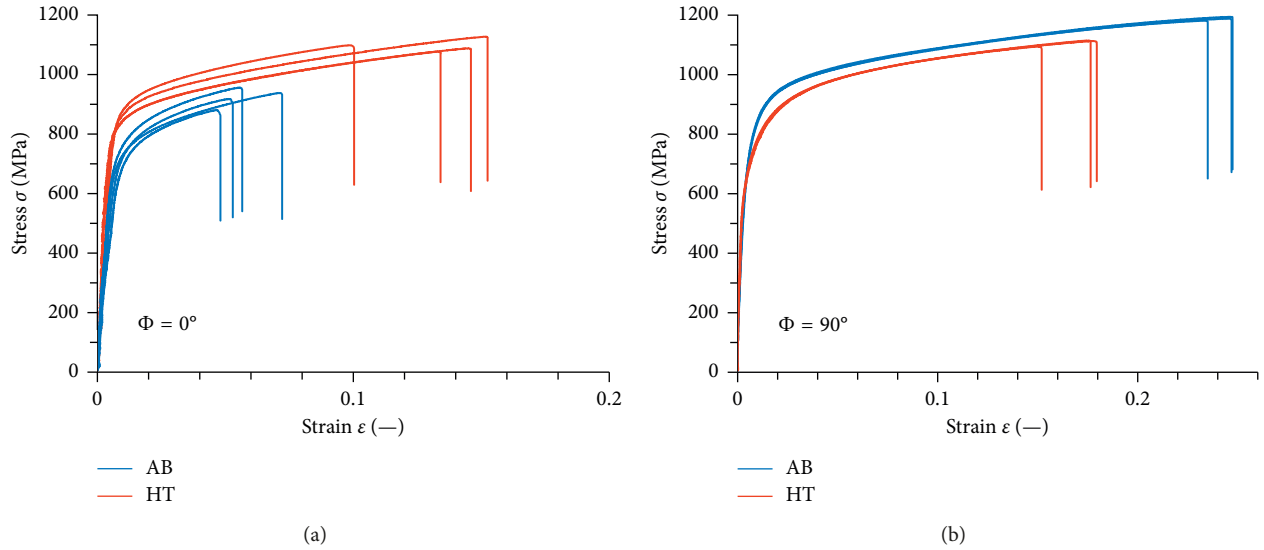 1200
1000
800
600
400
200
0
Stress σ (MPa)
Φ = 0°
0
0.1
0.2
Strain ε (—)
AB
HT
(a)
1200
1000
800
600
400
200
0
Stress σ (MPa)
Φ = 90°
0
0.1
0.2
Strain ε (—)
AB
HT
(b)